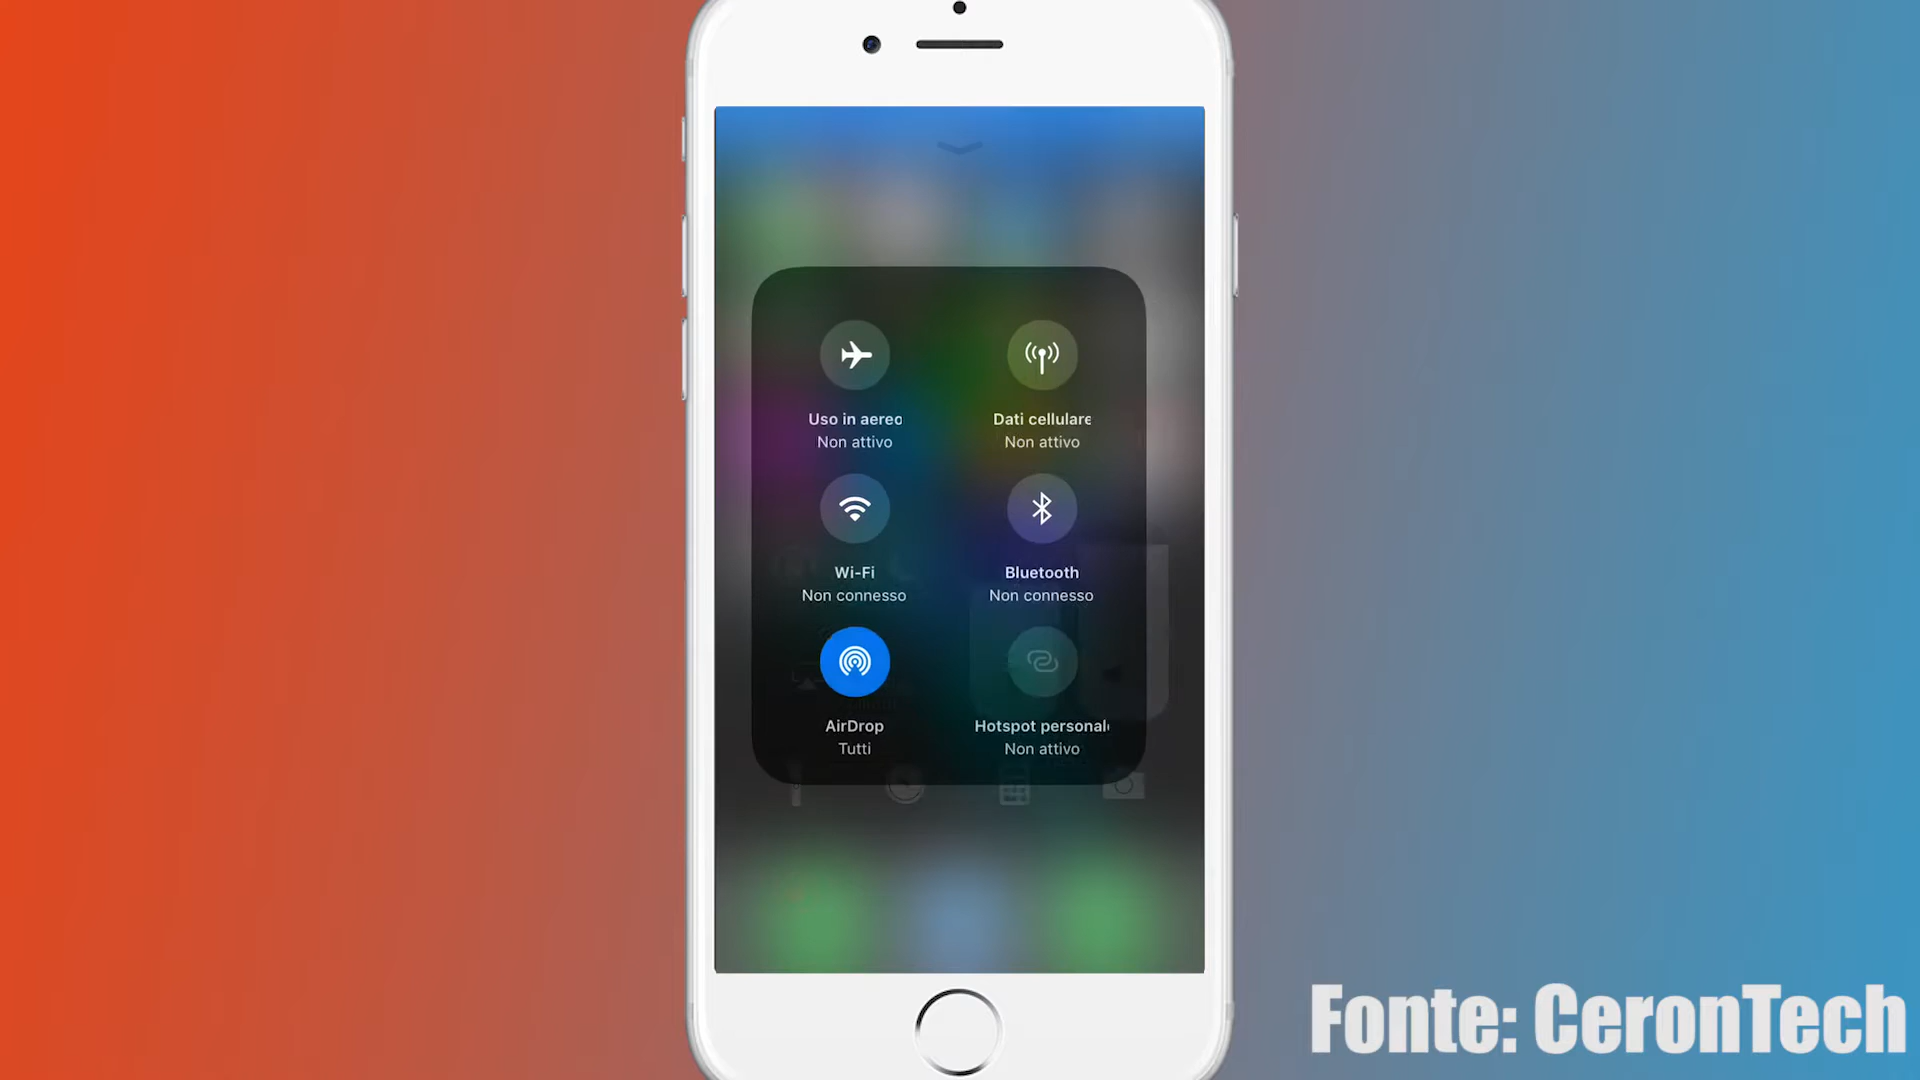 Uso in aereo
Non attivo
Dati cellulare
Non attivo
Wi-Fi
Non connesso
Bluetooth
Non connesso
AirDrop
Tutti
Hotspot personale
Non attivo
Fonte: CeronTech